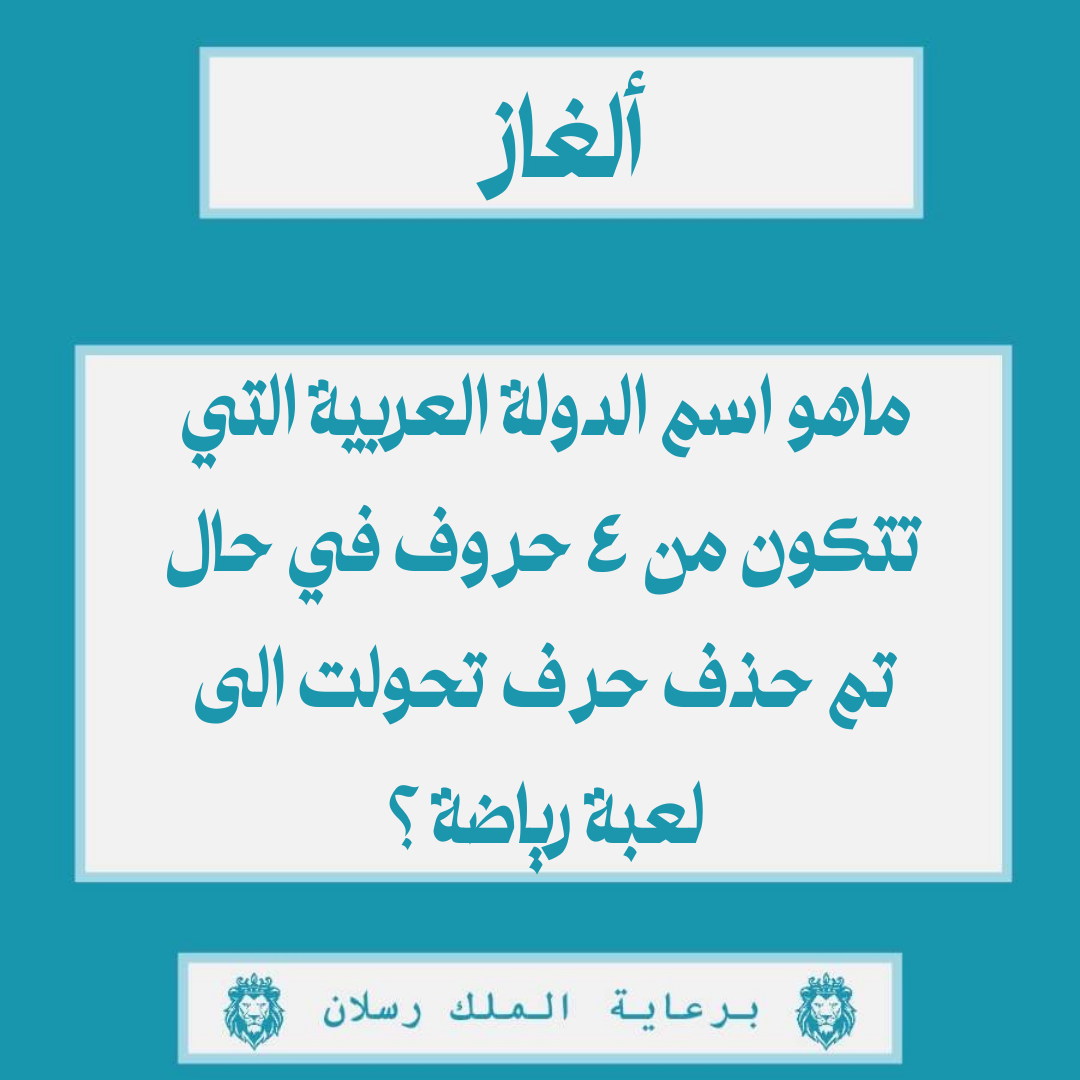 ألغاز
ماهو اسم الدولة العربية التي
تتكون من ٤ حروف في حال
تم حذف حرف تحولت الى
لعبة رياضة ؟
برعاية الملك رسلان